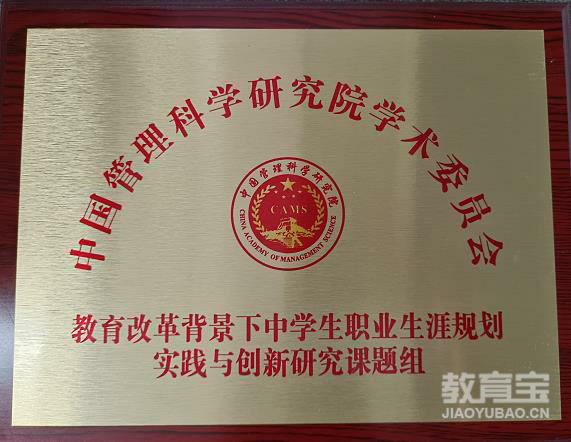 中国管理科学研究院学术委员会
中国管理科学研究院
CAMS
CHINA ACADEMY OF MANAGEMENT SCIENCE
教育改革背景下中学生职业生涯规划
实践与创新研究课题组
教育宝
JIAOYUBAO.CN